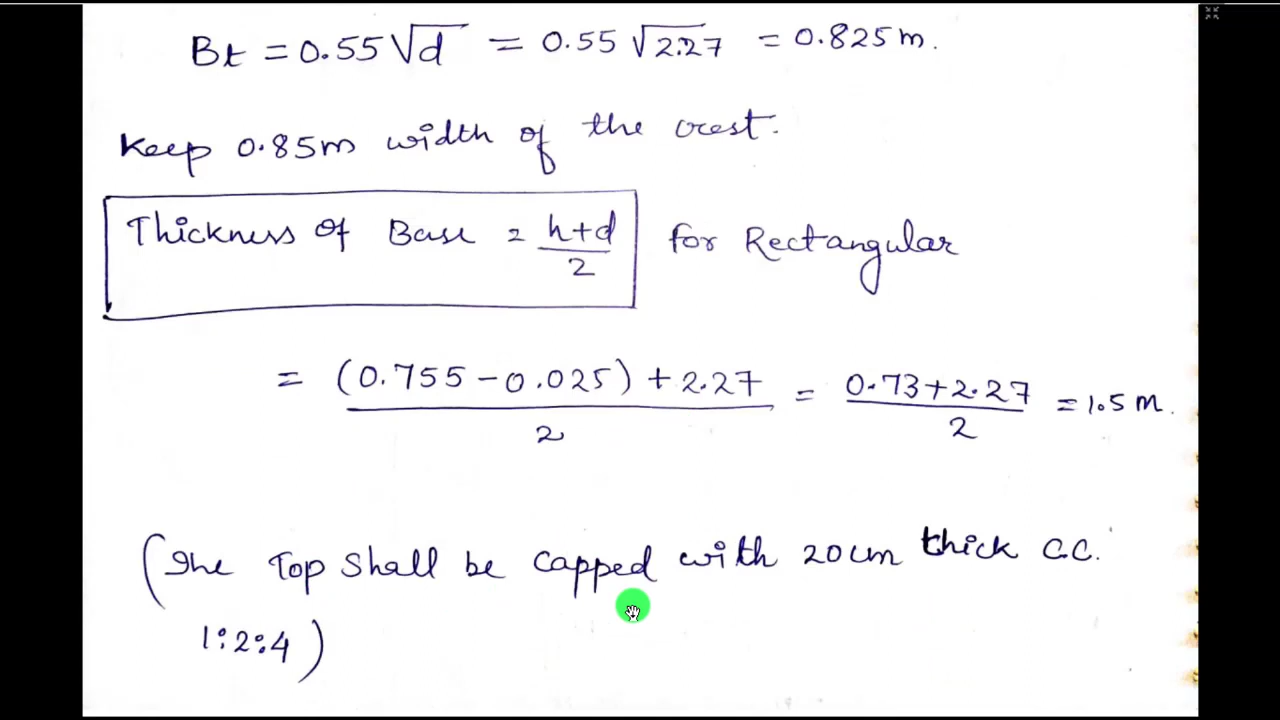 Bt = 0.55 √d = 0.55 √2.27 = 0.825 m.
Keep 0.85m width of the crest.
Thickness of Base = h+d/2 for Rectangular
= (0.755 - 0.025) + 2.27/2 = 0.73+2.27/2 = 1.5 m.
(The Top shall be capped with 20 cm thick C.C.
1:2:4)